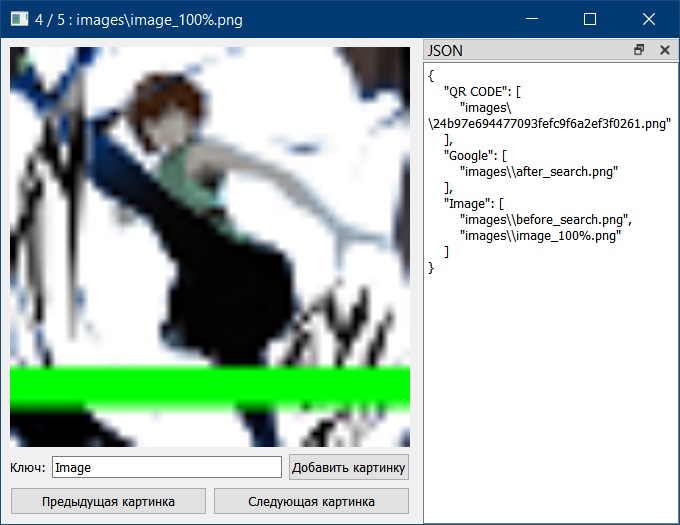 4 / 5 : images\image_100%.png
JSON
{
"QR CODE": [
"images\
\24b97e694477093fefc9f6a2ef3f0261.png"
],
"Google": [
"images\\after_search.png"
],
"Image": [
"images\\before_search.png",
"images\\image_100%.png"
]
}
Ключ: Image Добавить картинку
Предыдущая картинка Следующая картинка